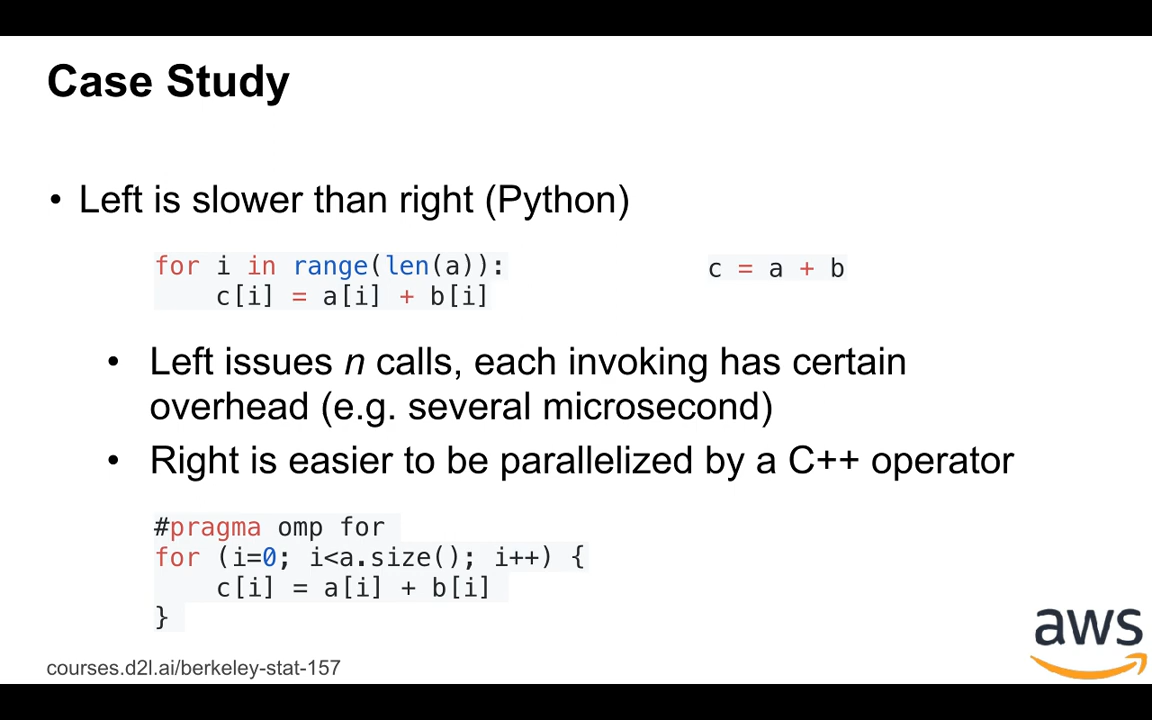 Case Study
• Left is slower than right (Python)
for i in range(len(a)):
    c[i] = a[i] + b[i]
c = a + b
• Left issues n calls, each invoking has certain
overhead (e.g. several microsecond)
• Right is easier to be parallelized by a C++ operator
#pragma omp for
for (i=0; i<a.size(); i++) {
    c[i] = a[i] + b[i]
}
courses.d2l.ai/berkeley-stat-157
aws